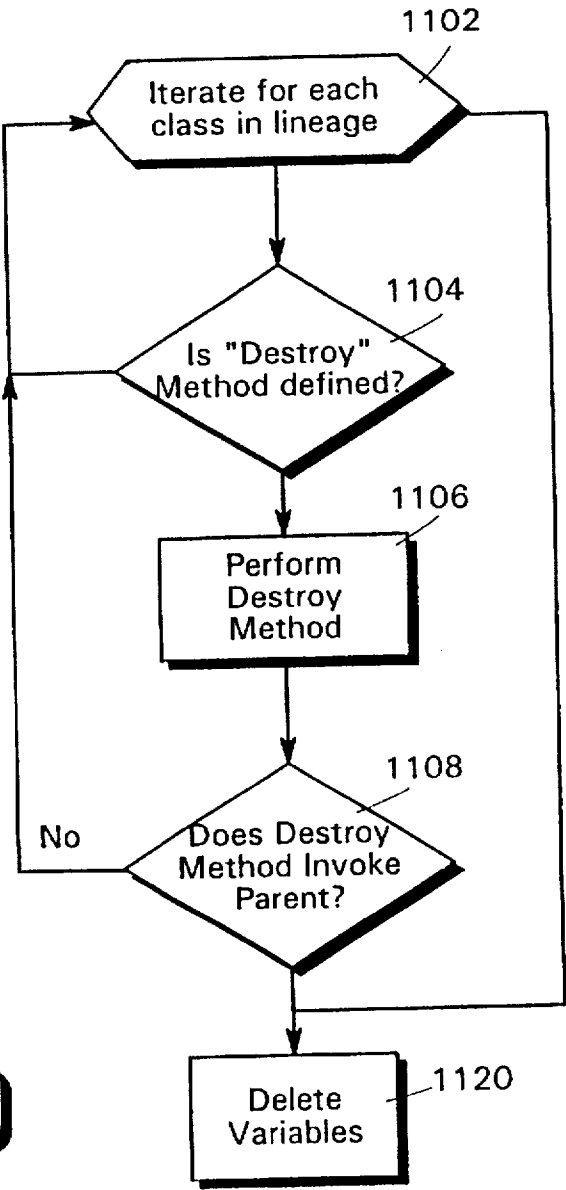 1102
Iterate for each
class in lineage
1104
Is "Destroy"
Method defined?
1106
Perform
Destroy
Method
1108
No
Does Destroy
Method Invoke
Parent?
1120
Delete
Variables